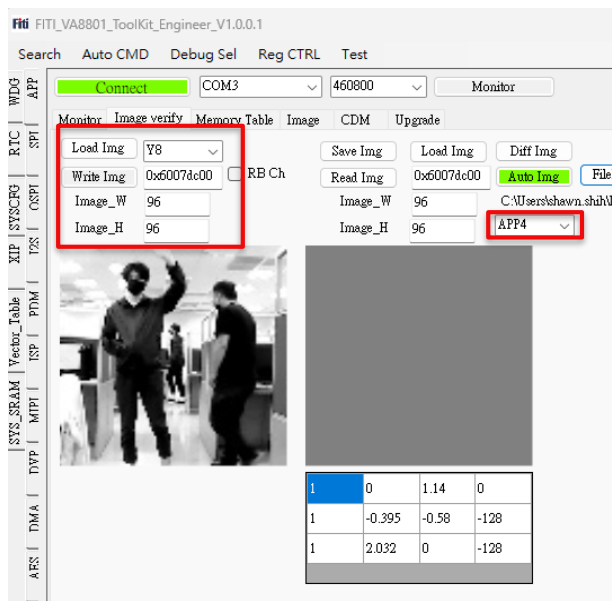 Fiti FITI_VA8801_ToolKit_Engineer_V1.0.0.1
Search Auto CMD Debug Sel Reg CTRL Test
WDG RTC SYSCFG XIP Vector_Table SYS_SRAM
APP SPI OSPI I2S PDM ISP MIPI DVP DMA AES
Connect COM3 460800 Monitor
Monitor Image verify Memory Table Image CDM Upgrade
Load Img Y8 Save Img Load Img Diff Img
Write Img 0x6007dc00 RB Ch Read Img 0x6007dc00 Auto Img File
Image_W 96 Image_W 96 C:\Users\shawn.shih\
Image_H 96 Image_H 96 APP4
1 0 1.14 0
1 -0.395 -0.58 -128
1 2.032 0 -128